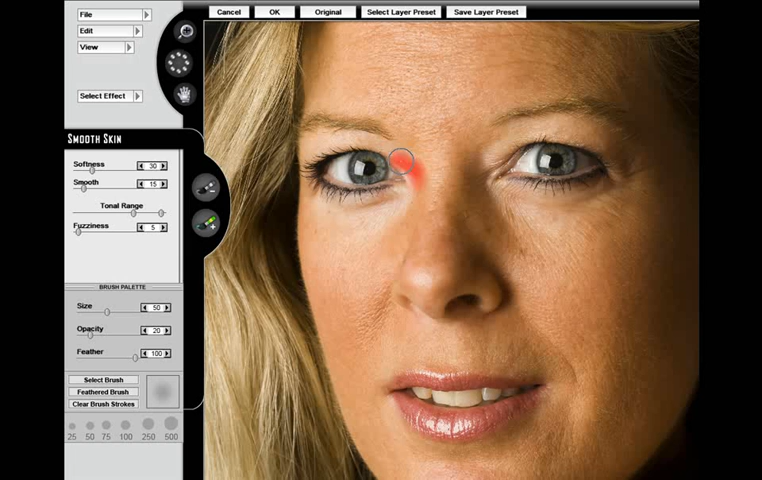 File
Edit
View
Select Effect
Cancel
OK
Original
Select Layer Preset
Save Layer Preset
SMOOTH SKIN
Softness 30
Smooth 15
Tonal Range
Fuzziness 5
BRUSH PALETTE
Size 50
Opacity 20
Feather 100
Select Brush
Feathered Brush
Clear Brush Strokes
25 50 75 100 250 500